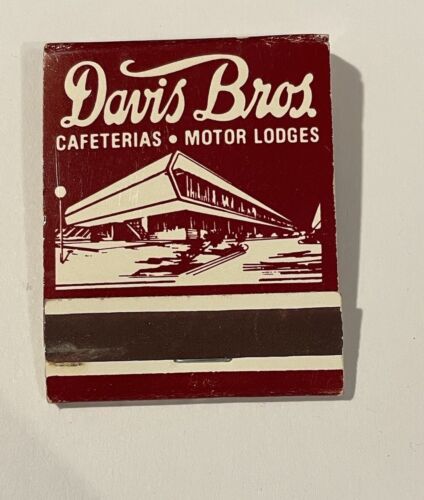 Davis Bros.
CAFETERIAS • MOTOR LODGES